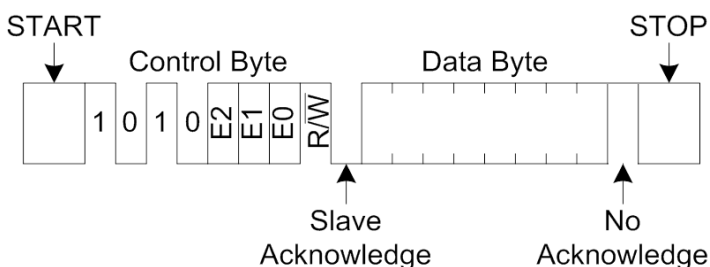 START STOP
Control Byte Data Byte
1 0 1 0 E2 E1 E0 R/W̅
Slave No
Acknowledge Acknowledge